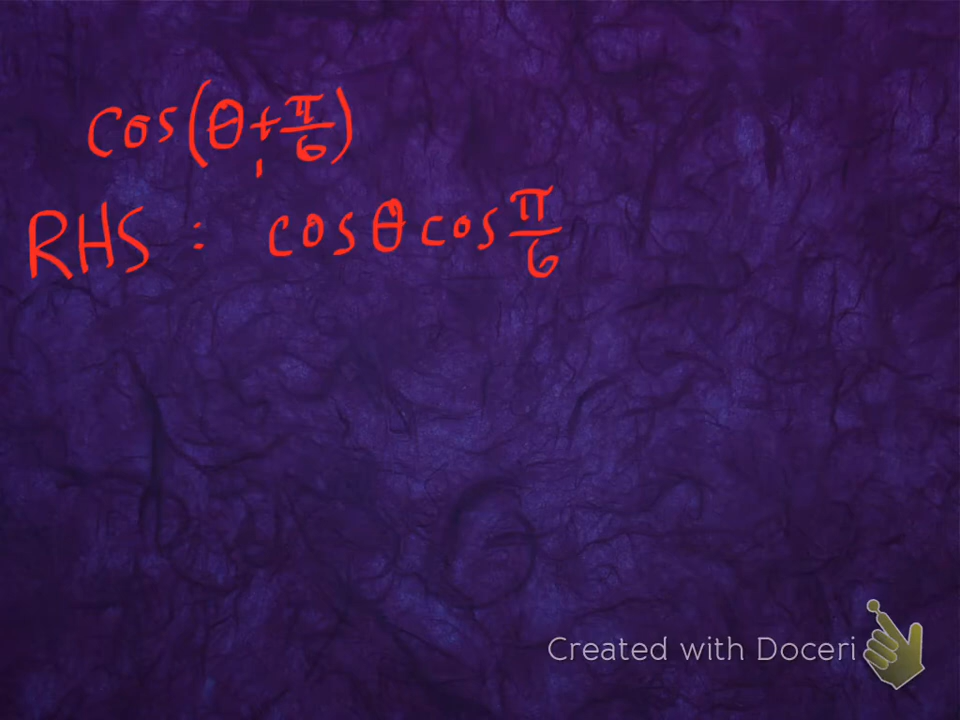 cos(θ+π/6)
RHS : cosθ cos π/6
Created with Doceri